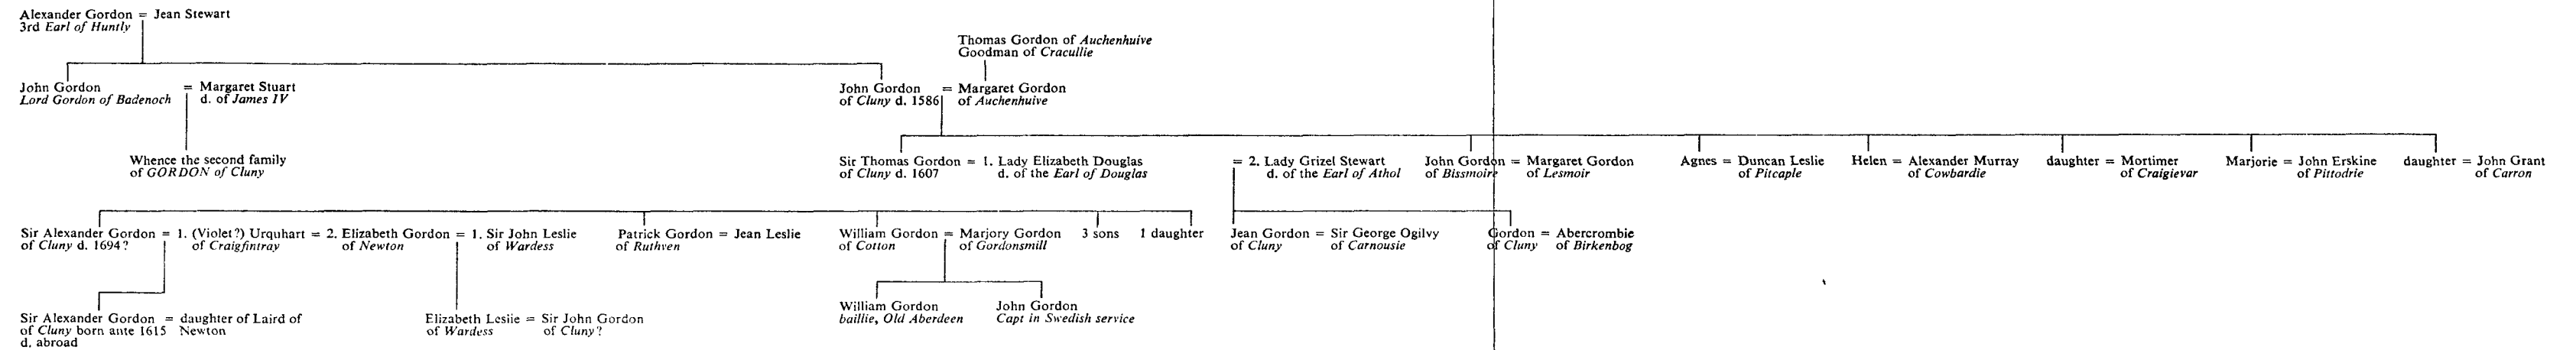 Alexander Gordon = Jean Stewart
3rd Earl of Huntly
Thomas Gordon of Auchenhuive
Goodman of Cracullie
John Gordon = Margaret Stuart
Lord Gordon of Badenoch d. of James IV
John Gordon = Margaret Gordon
of Cluny d. 1586 of Auchenhuive
Whence the second family
of GORDON of Cluny
Sir Thomas Gordon = 1. Lady Elizabeth Douglas
of Cluny d. 1607 d. of the Earl of Douglas
= 2. Lady Grizel Stewart
d. of the Earl of Athol
John Gordon = Margaret Gordon
of Bissmoire of Lesmoir
Agnes = Duncan Leslie
of Pitcaple
Helen = Alexander Murray
of Cowbardie
daughter = Mortimer
of Craigievar
Marjorie = John Erskine
of Pittodrie
daughter = John Grant
of Carron
Sir Alexander Gordon = 1. (Violet?) Urquhart = 2. Elizabeth Gordon = 1. Sir John Leslie
of Cluny d. 1694? of Craigfintray of Newton of Wardess
Patrick Gordon = Jean Leslie
of Ruthven
William Gordon = Marjory Gordon
of Cotton of Gordonsmill
3 sons
1 daughter
Jean Gordon = Sir George Ogilvy
of Cluny of Carnousie
Gordon = Abercrombie
of Cluny of Birkenbog
Sir Alexander Gordon = daughter of Laird of
of Cluny born ante 1615 Newton
d. abroad
Elizabeth Leslie = Sir John Gordon
of Wardess of Cluny?
William Gordon
baillie, Old Aberdeen
John Gordon
Capt in Swedish service